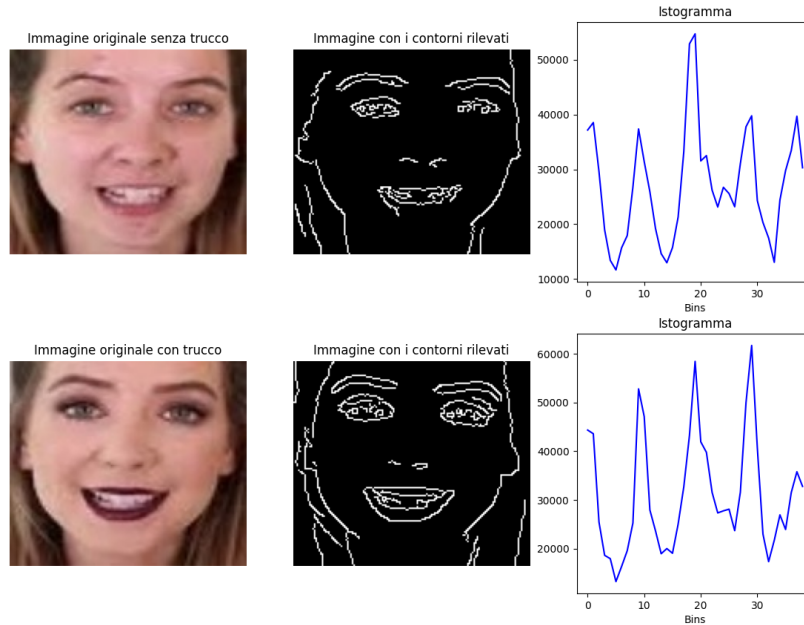 Immagine originale senza trucco
Immagine con i contorni rilevati
Istogramma
50000
40000
30000
20000
10000
0
10
20
30
Bins
Immagine originale con trucco
Immagine con i contorni rilevati
Istogramma
60000
50000
40000
30000
20000
0
10
20
30
Bins